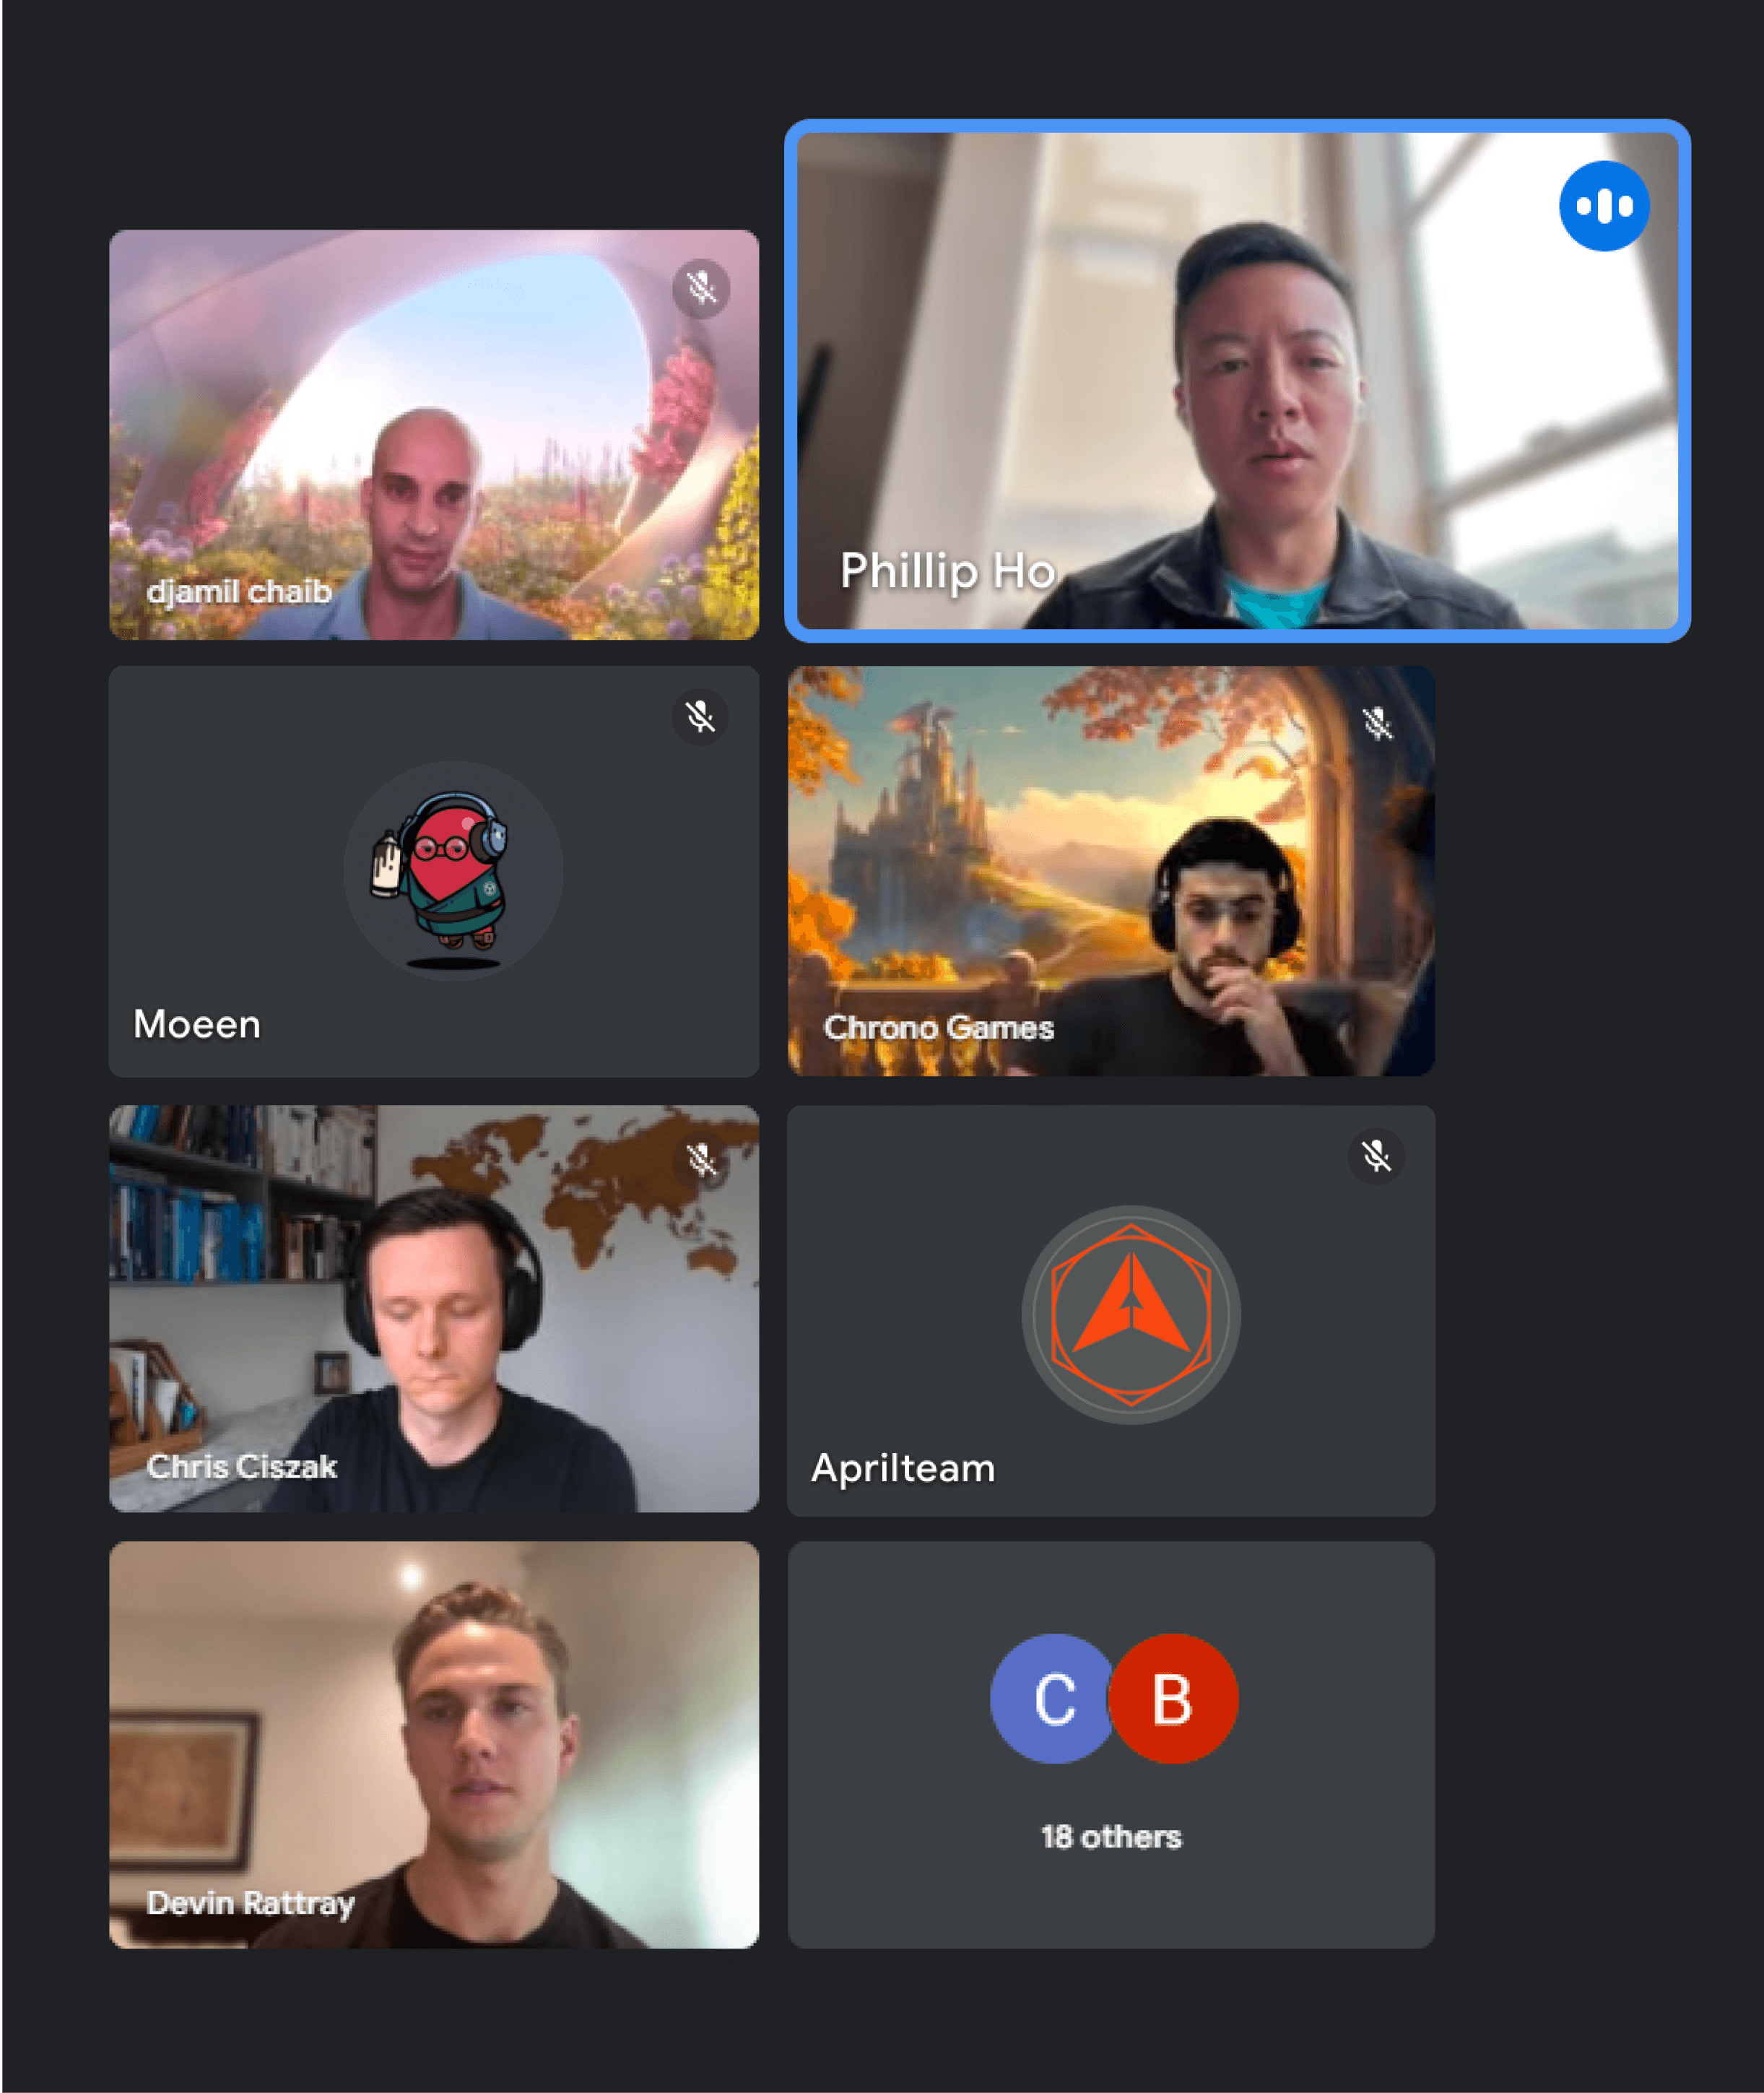 djamil chaib
Phillip Ho
Moeen
Chrono Games
Chris Ciszak
Aprilteam
Devin Rattray
C B
18 others